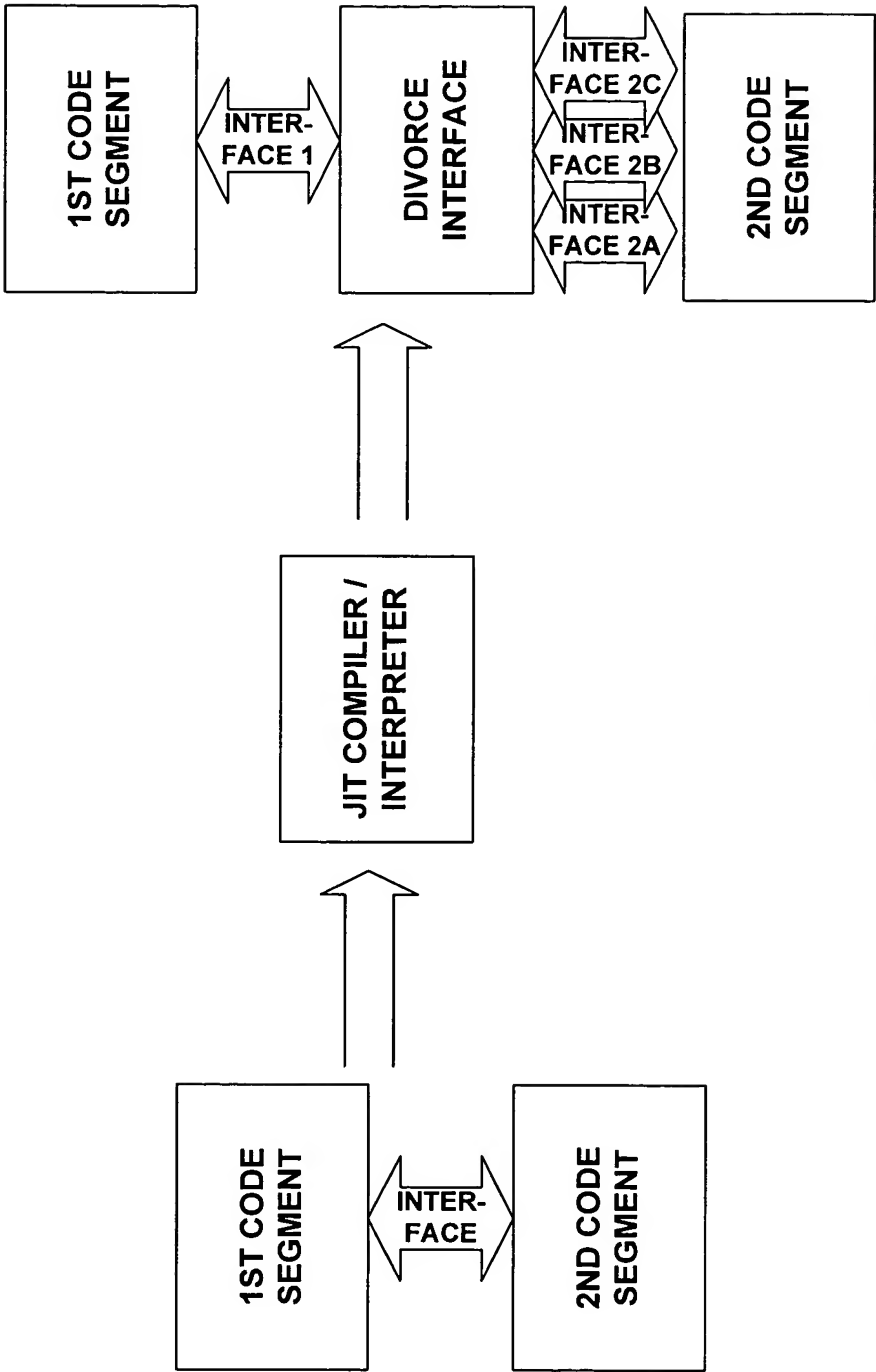 1ST CODE
SEGMENT
INTER-
FACE
2ND CODE
SEGMENT
JIT COMPILER /
INTERPRETER
1ST CODE
SEGMENT
INTER-
FACE 1
DIVORCE
INTERFACE
INTER-
FACE 2A
INTER-
FACE 2B
INTER-
FACE 2C
2ND CODE
SEGMENT